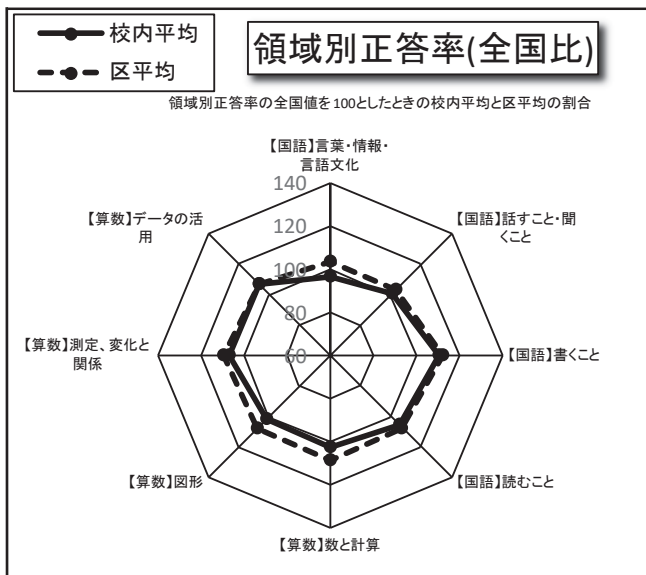 校内平均
区平均
領域別正答率(全国比)
領域別正答率の全国値を100としたときの校内平均と区平均の割合
【国語】言葉・情報・
言語文化
【国語】話すこと・聞
くこと
【国語】書くこと
【国語】読むこと
【算数】数と計算
【算数】図形
【算数】測定、変化と
関係
【算数】データの活
用
140
120
100
80
60